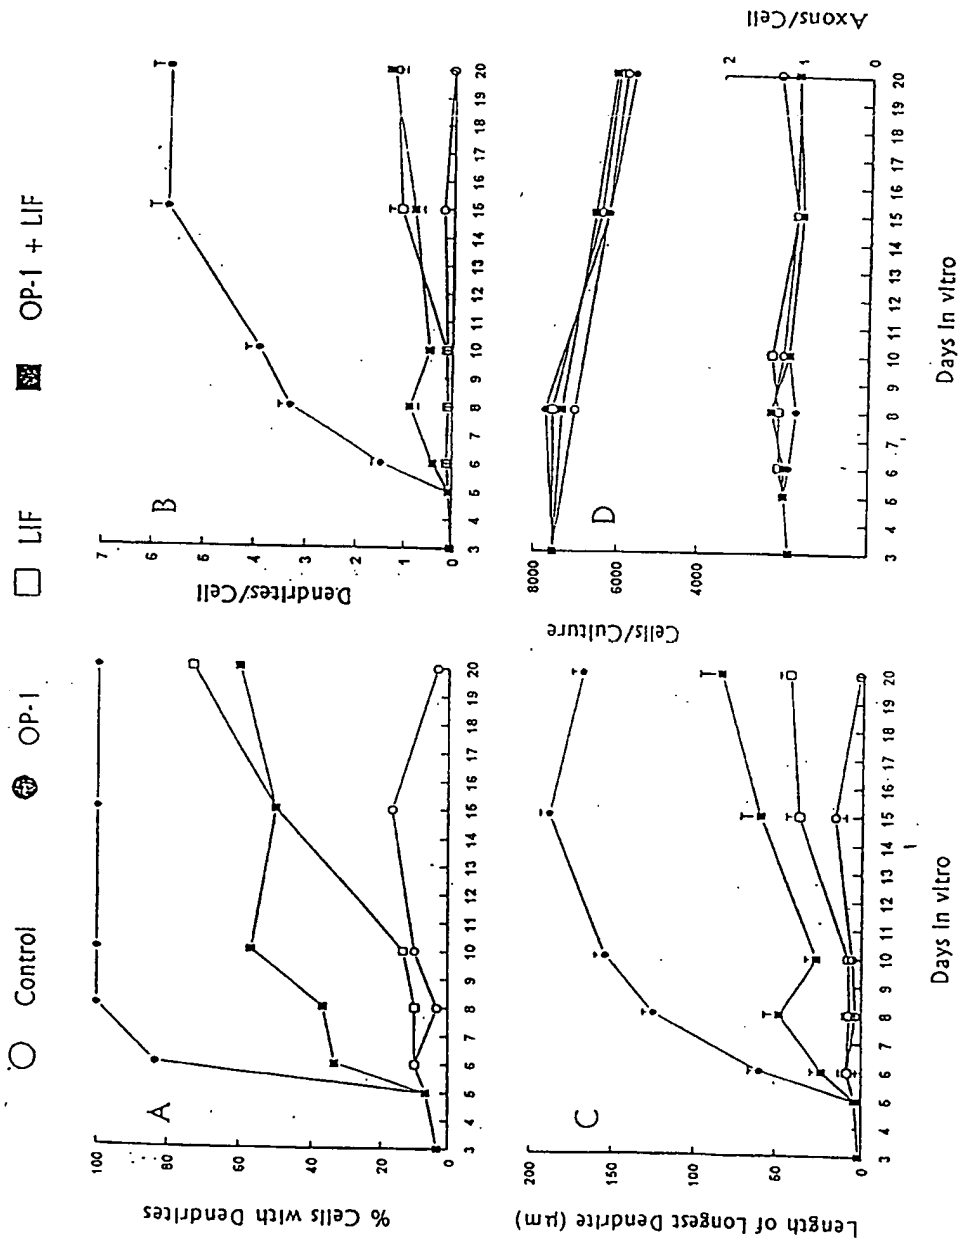 Control OP-1 LIF OP-1 + LIF
A
% Cells with Dendrites
100
80
60
40
20
0
3 4 5 6 7 8 9 10 11 12 13 14 15 16 17 18 19 20
B
Dendrites/Cell
7
6
5
4
3
2
1
0
3 4 5 6 7 8 9 10 11 12 13 14 15 16 17 18 19 20
C
Length of Longest Dendrite (µm)
200
150
100
50
0
3 4 5 6 7 8 9 10 11 12 13 14 15 16 17 18 19 20
Days in vitro
D
Cells/Culture
8000
6000
4000
Axons/Cell
2
1
0
3 4 5 6 7 8 9 10 11 12 13 14 15 16 17 18 19 20
Days in vitro